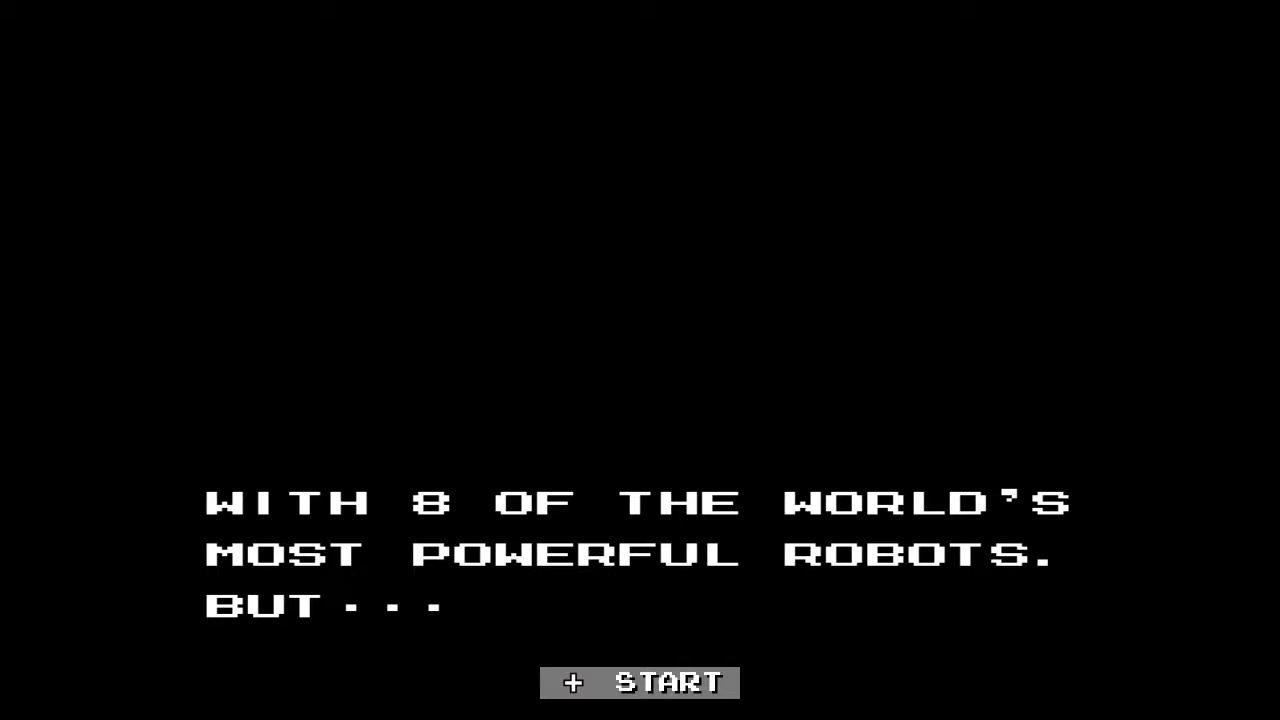 WITH 8 OF THE WORLD'S
MOST POWERFUL ROBOTS.
BUT···
+ START